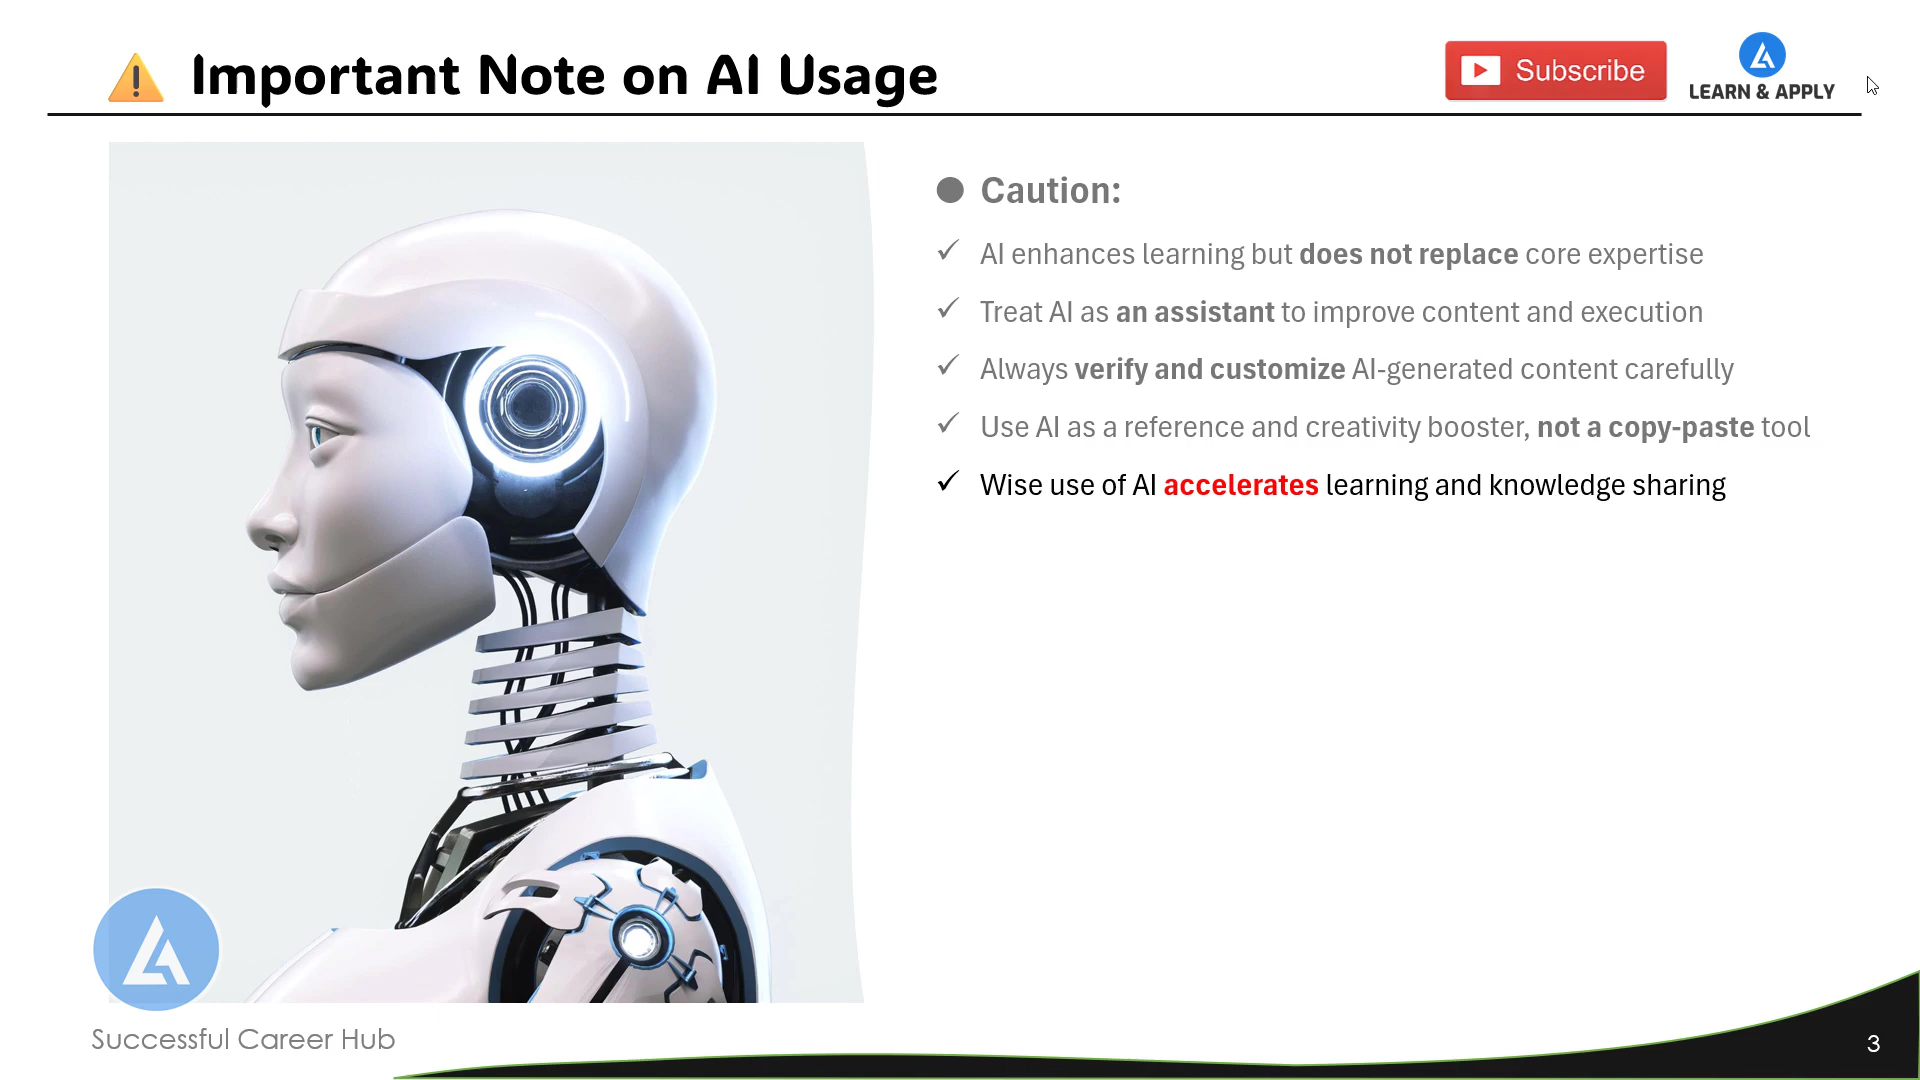 Important Note on AI Usage
Subscribe
LEARN & APPLY
Caution:
AI enhances learning but does not replace core expertise
Treat AI as an assistant to improve content and execution
Always verify and customize AI-generated content carefully
Use AI as a reference and creativity booster, not a copy-paste tool
Wise use of AI accelerates learning and knowledge sharing
Successful Career Hub
3